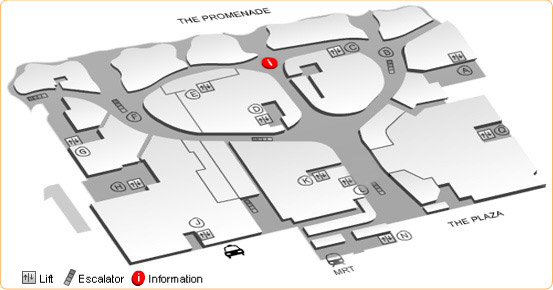 THE PROMENADE
C
B
A
i
E
D
F
Q
G
H
K
L
J
N
THE PLAZA
MRT
Lift Escalator i Information